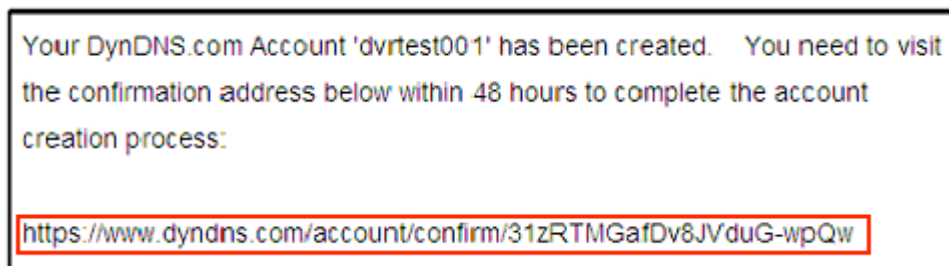 Your DynDNS.com Account 'dvrtest001' has been created. You need to visit
the confirmation address below within 48 hours to complete the account
creation process:
https://www.dyndns.com/account/confirm/31zRTMGafDv8JVduG-wpQw